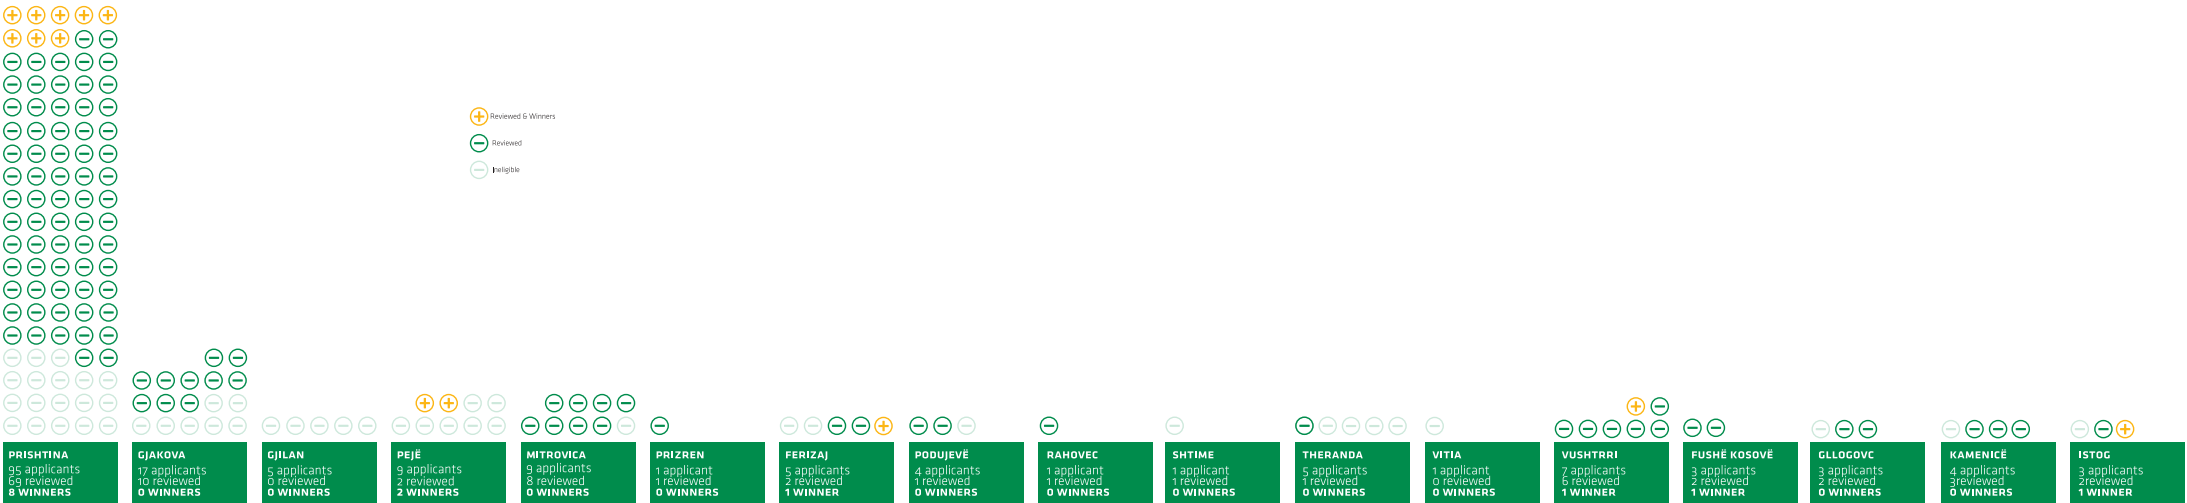 Reviewed & Winners
Reviewed
Ineligible
PRISHTINA
95 applicants
69 reviewed
8 WINNERS
GJAKOVA
17 applicants
10 reviewed
0 WINNERS
GJILAN
5 applicants
0 reviewed
0 WINNERS
PEJË
9 applicants
2 reviewed
2 WINNERS
MITROVICA
9 applicants
8 reviewed
0 WINNERS
PRIZREN
1 applicant
1 reviewed
0 WINNERS
FERIZAJ
5 applicants
2 reviewed
1 WINNER
PODUJEVË
4 applicants
1 reviewed
0 WINNERS
RAHOVEC
1 applicant
1 reviewed
0 WINNERS
SHTIME
1 applicant
1 reviewed
0 WINNERS
THERANDA
5 applicants
1 reviewed
0 WINNERS
VITIA
1 applicant
0 reviewed
0 WINNERS
VUSHTRRI
7 applicants
6 reviewed
1 WINNER
FUSHË KOSOVË
3 applicants
2 reviewed
1 WINNER
GLLOGOVC
3 applicants
2 reviewed
0 WINNERS
KAMENICË
4 applicants
3reviewed
0 WINNERS
ISTOG
3 applicants
2reviewed
1 WINNER